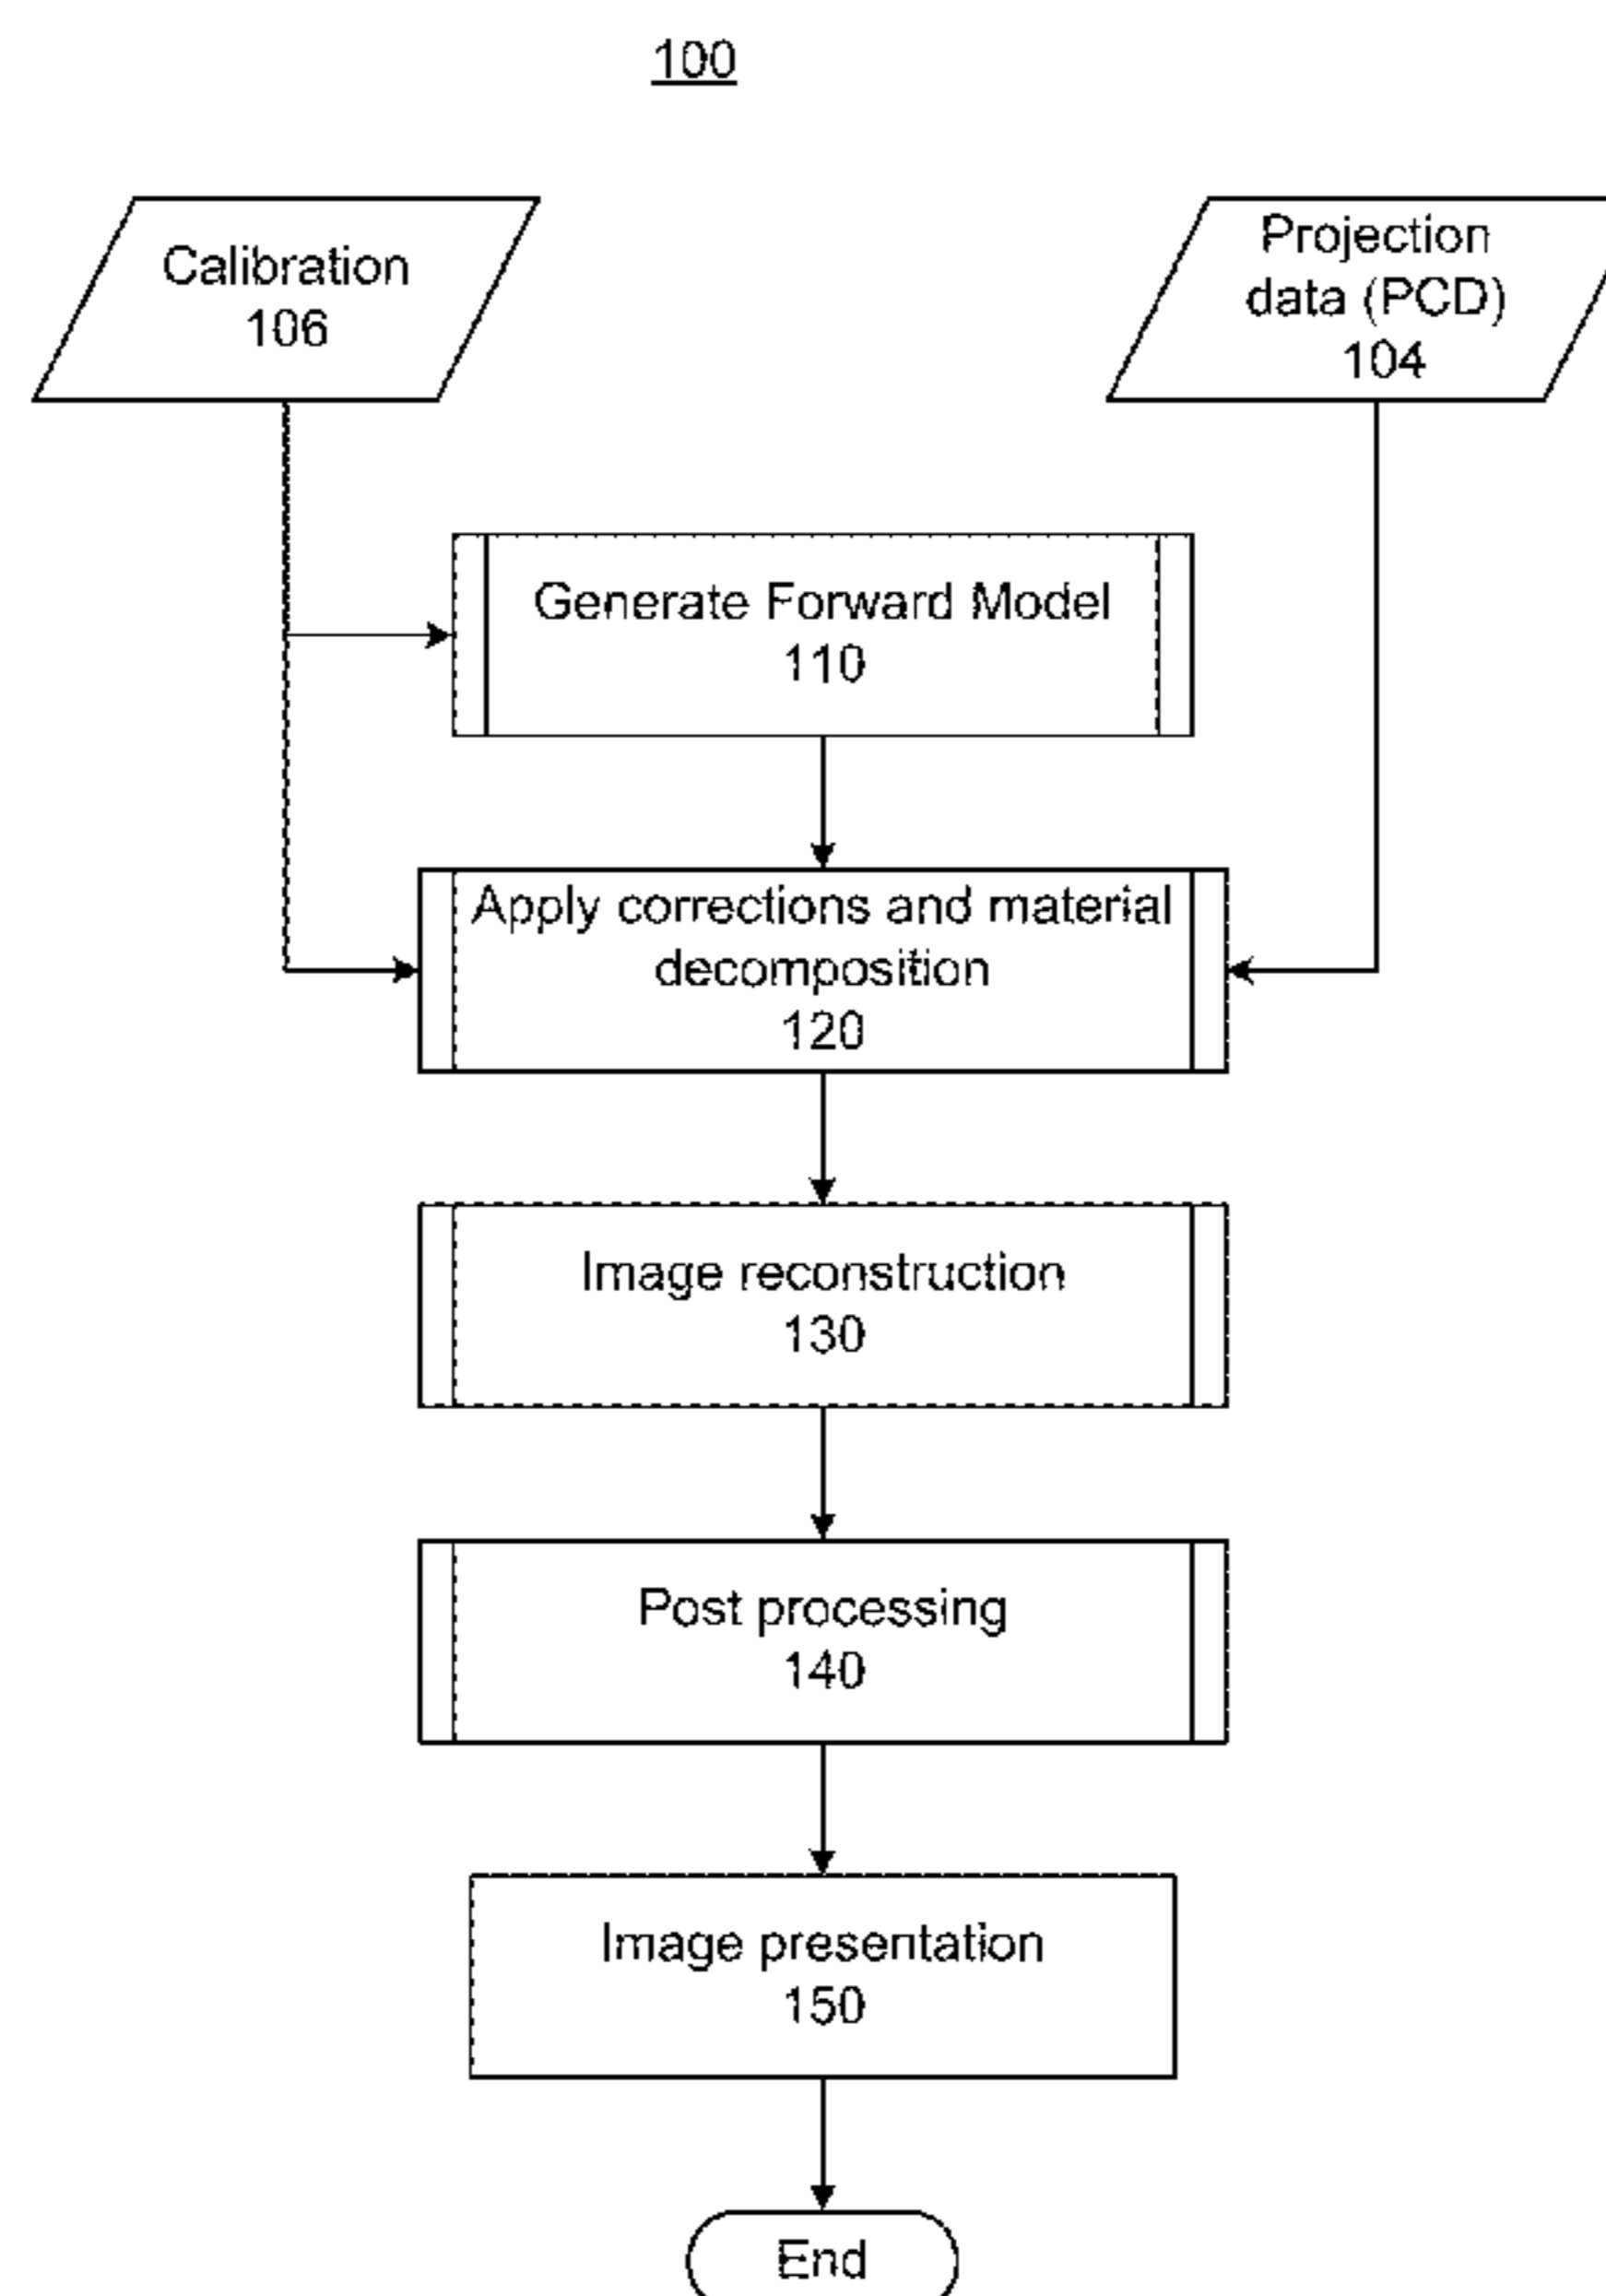 100
Calibration
106
Projection
data (PCD)
104
Generate Forward Model
110
Apply corrections and material
decomposition
120
Image reconstruction
130
Post processing
140
Image presentation
150
End